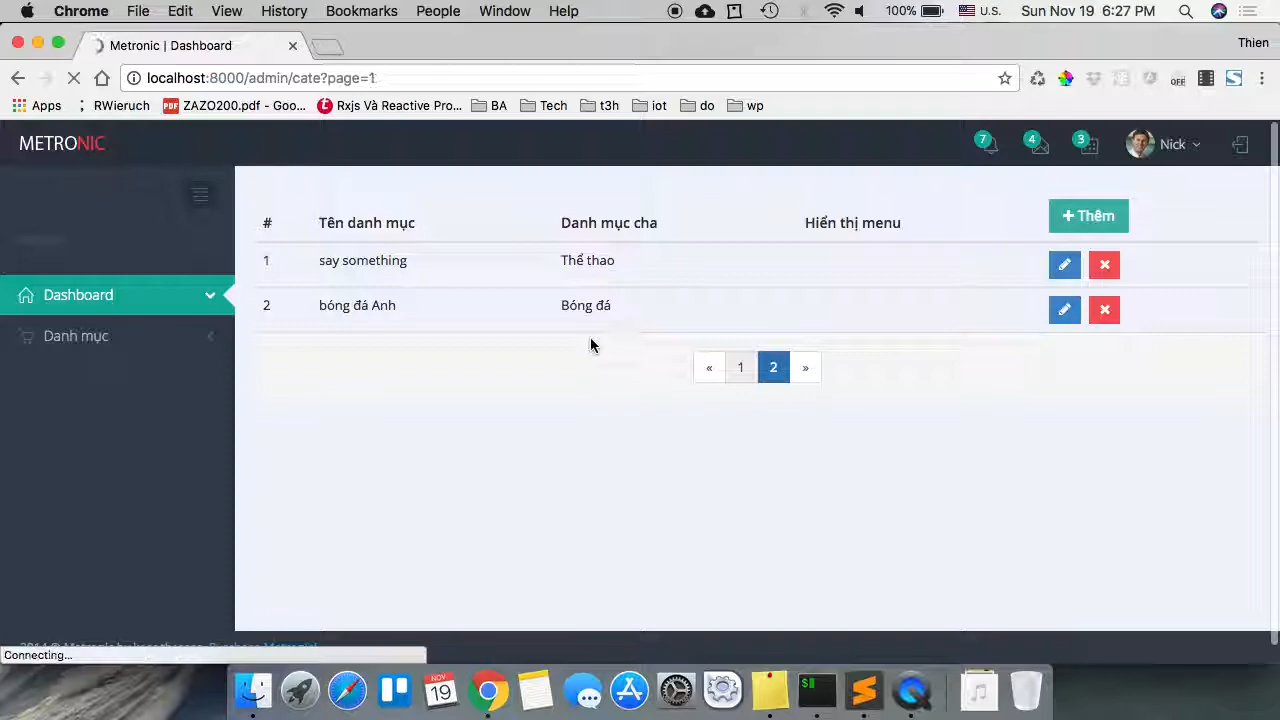 Chrome File Edit View History Bookmarks People Window Help 100% U.S. Sun Nov 19 6:27 PM
Metronic | Dashboard Thien
localhost:8000/admin/cate?page=1 OFF
Apps RWieruch PDF ZAZO200.pdf - Goo... Rxjs Và Reactive Pro... BA Tech t3h iot do wp
METRONIC 7 4 3 Nick
# Tên danh mục Danh mục cha Hiển thị menu + Thêm
1 say something Thể thao
Dashboard
2 bóng đá Anh Bóng đá
Danh mục
« 1 2 »
Connecting...
NOV
19